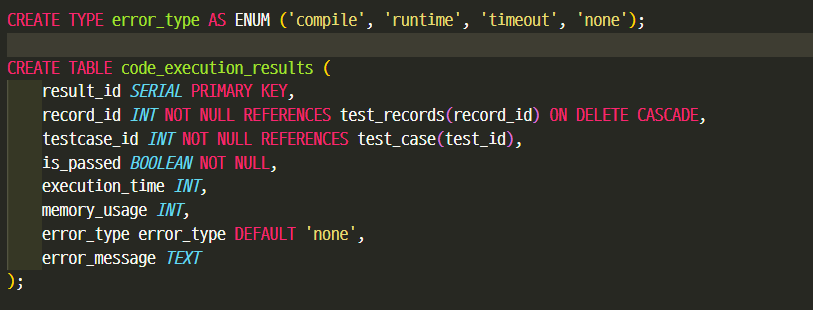 CREATE TYPE error_type AS ENUM ('compile', 'runtime', 'timeout', 'none');
CREATE TABLE code_execution_results (
result_id SERIAL PRIMARY KEY,
record_id INT NOT NULL REFERENCES test_records(record_id) ON DELETE CASCADE,
testcase_id INT NOT NULL REFERENCES test_case(test_id),
is_passed BOOLEAN NOT NULL,
execution_time INT,
memory_usage INT,
error_type error_type DEFAULT 'none',
error_message TEXT
);